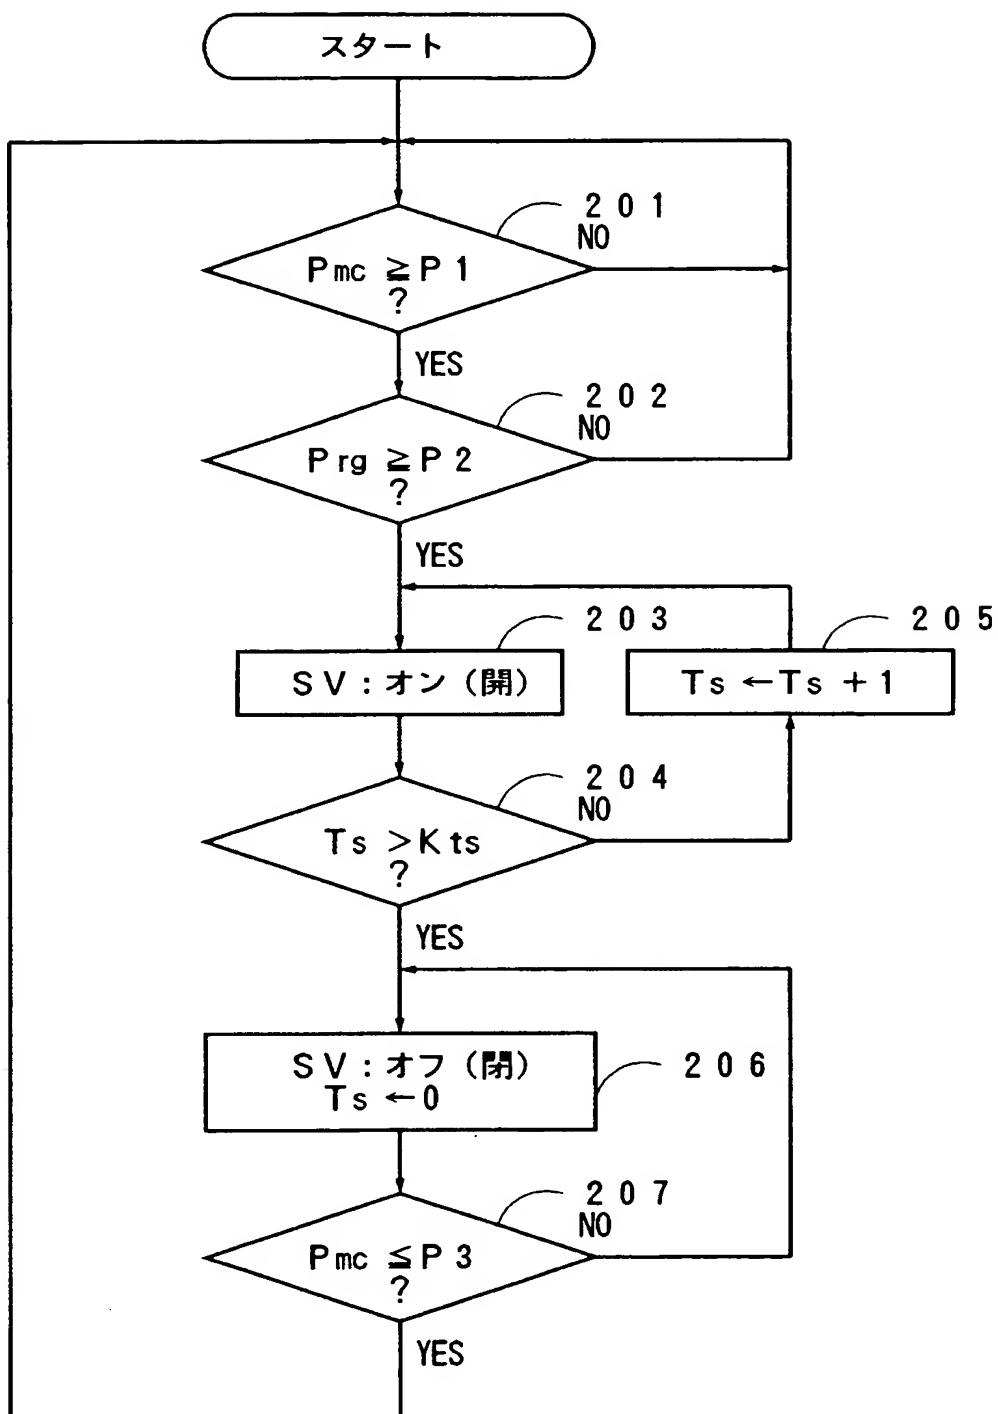 スタート
201
NO
Pmc ≧ P1
?
YES
202
NO
Prg ≧ P2
?
YES
203
205
SV:オン(開)
Ts ← Ts + 1
204
NO
Ts > Kts
?
YES
SV:オフ(閉)
206
Ts ← 0
207
NO
Pmc ≦ P3
?
YES